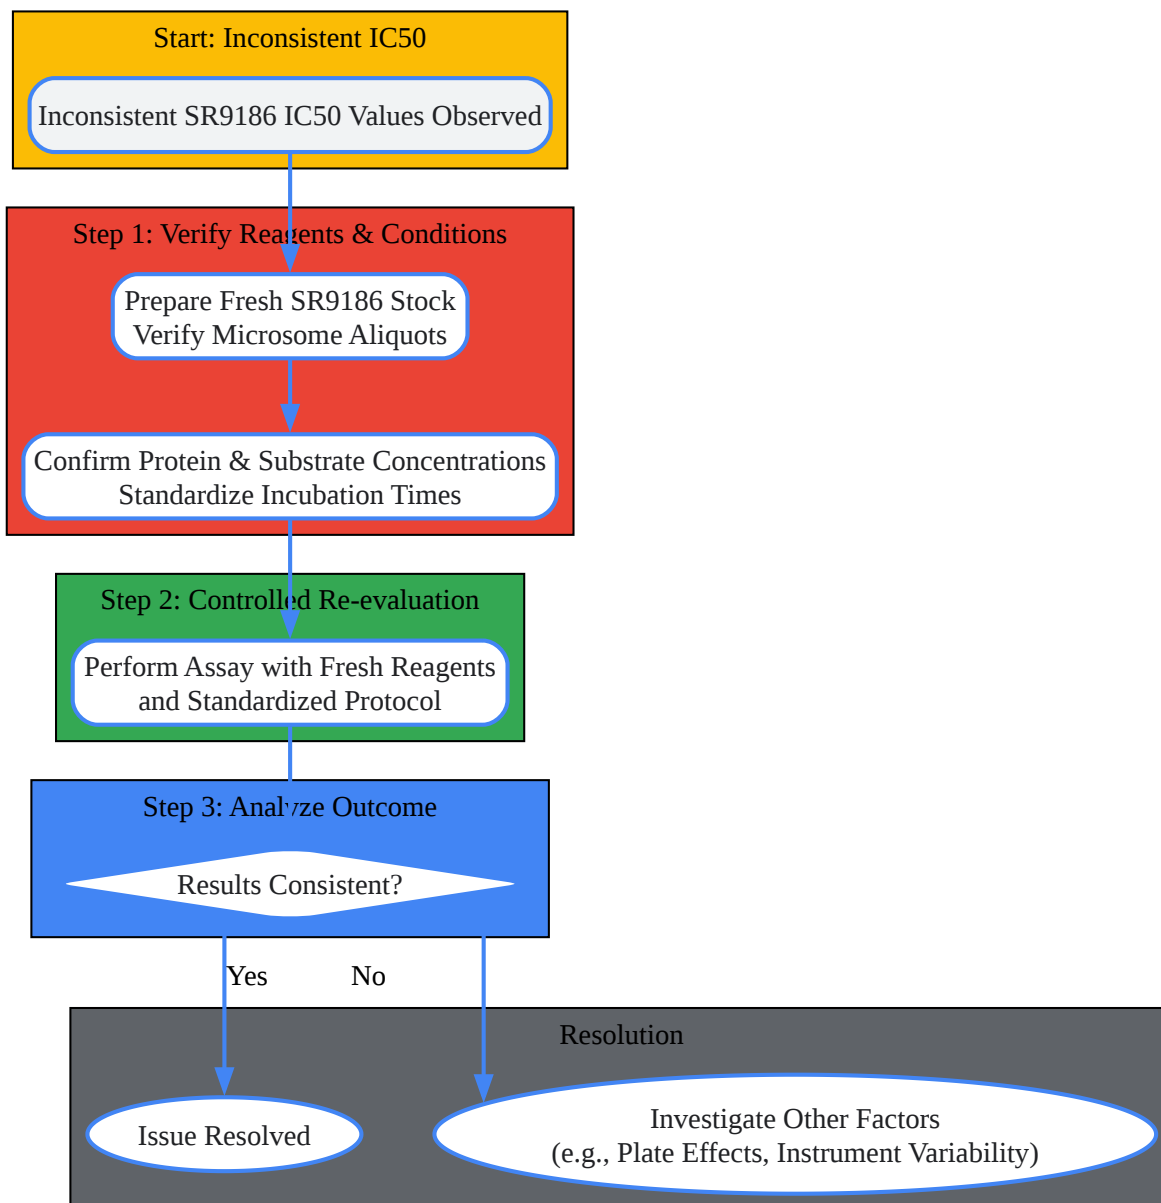 Start: Inconsistent IC50
Inconsistent SR9186 IC50 Values Observed
Step 1: Verify Reagents & Conditions
Prepare Fresh SR9186 Stock
Verify Microsome Aliquots
Confirm Protein & Substrate Concentrations
Standardize Incubation Times
Step 2: Controlled Re-evaluation
Perform Assay with Fresh Reagents
and Standardized Protocol
Step 3: Analyze Outcome
Results Consistent?
Yes
No
Resolution
Issue Resolved
Investigate Other Factors
(e.g., Plate Effects, Instrument Variability)